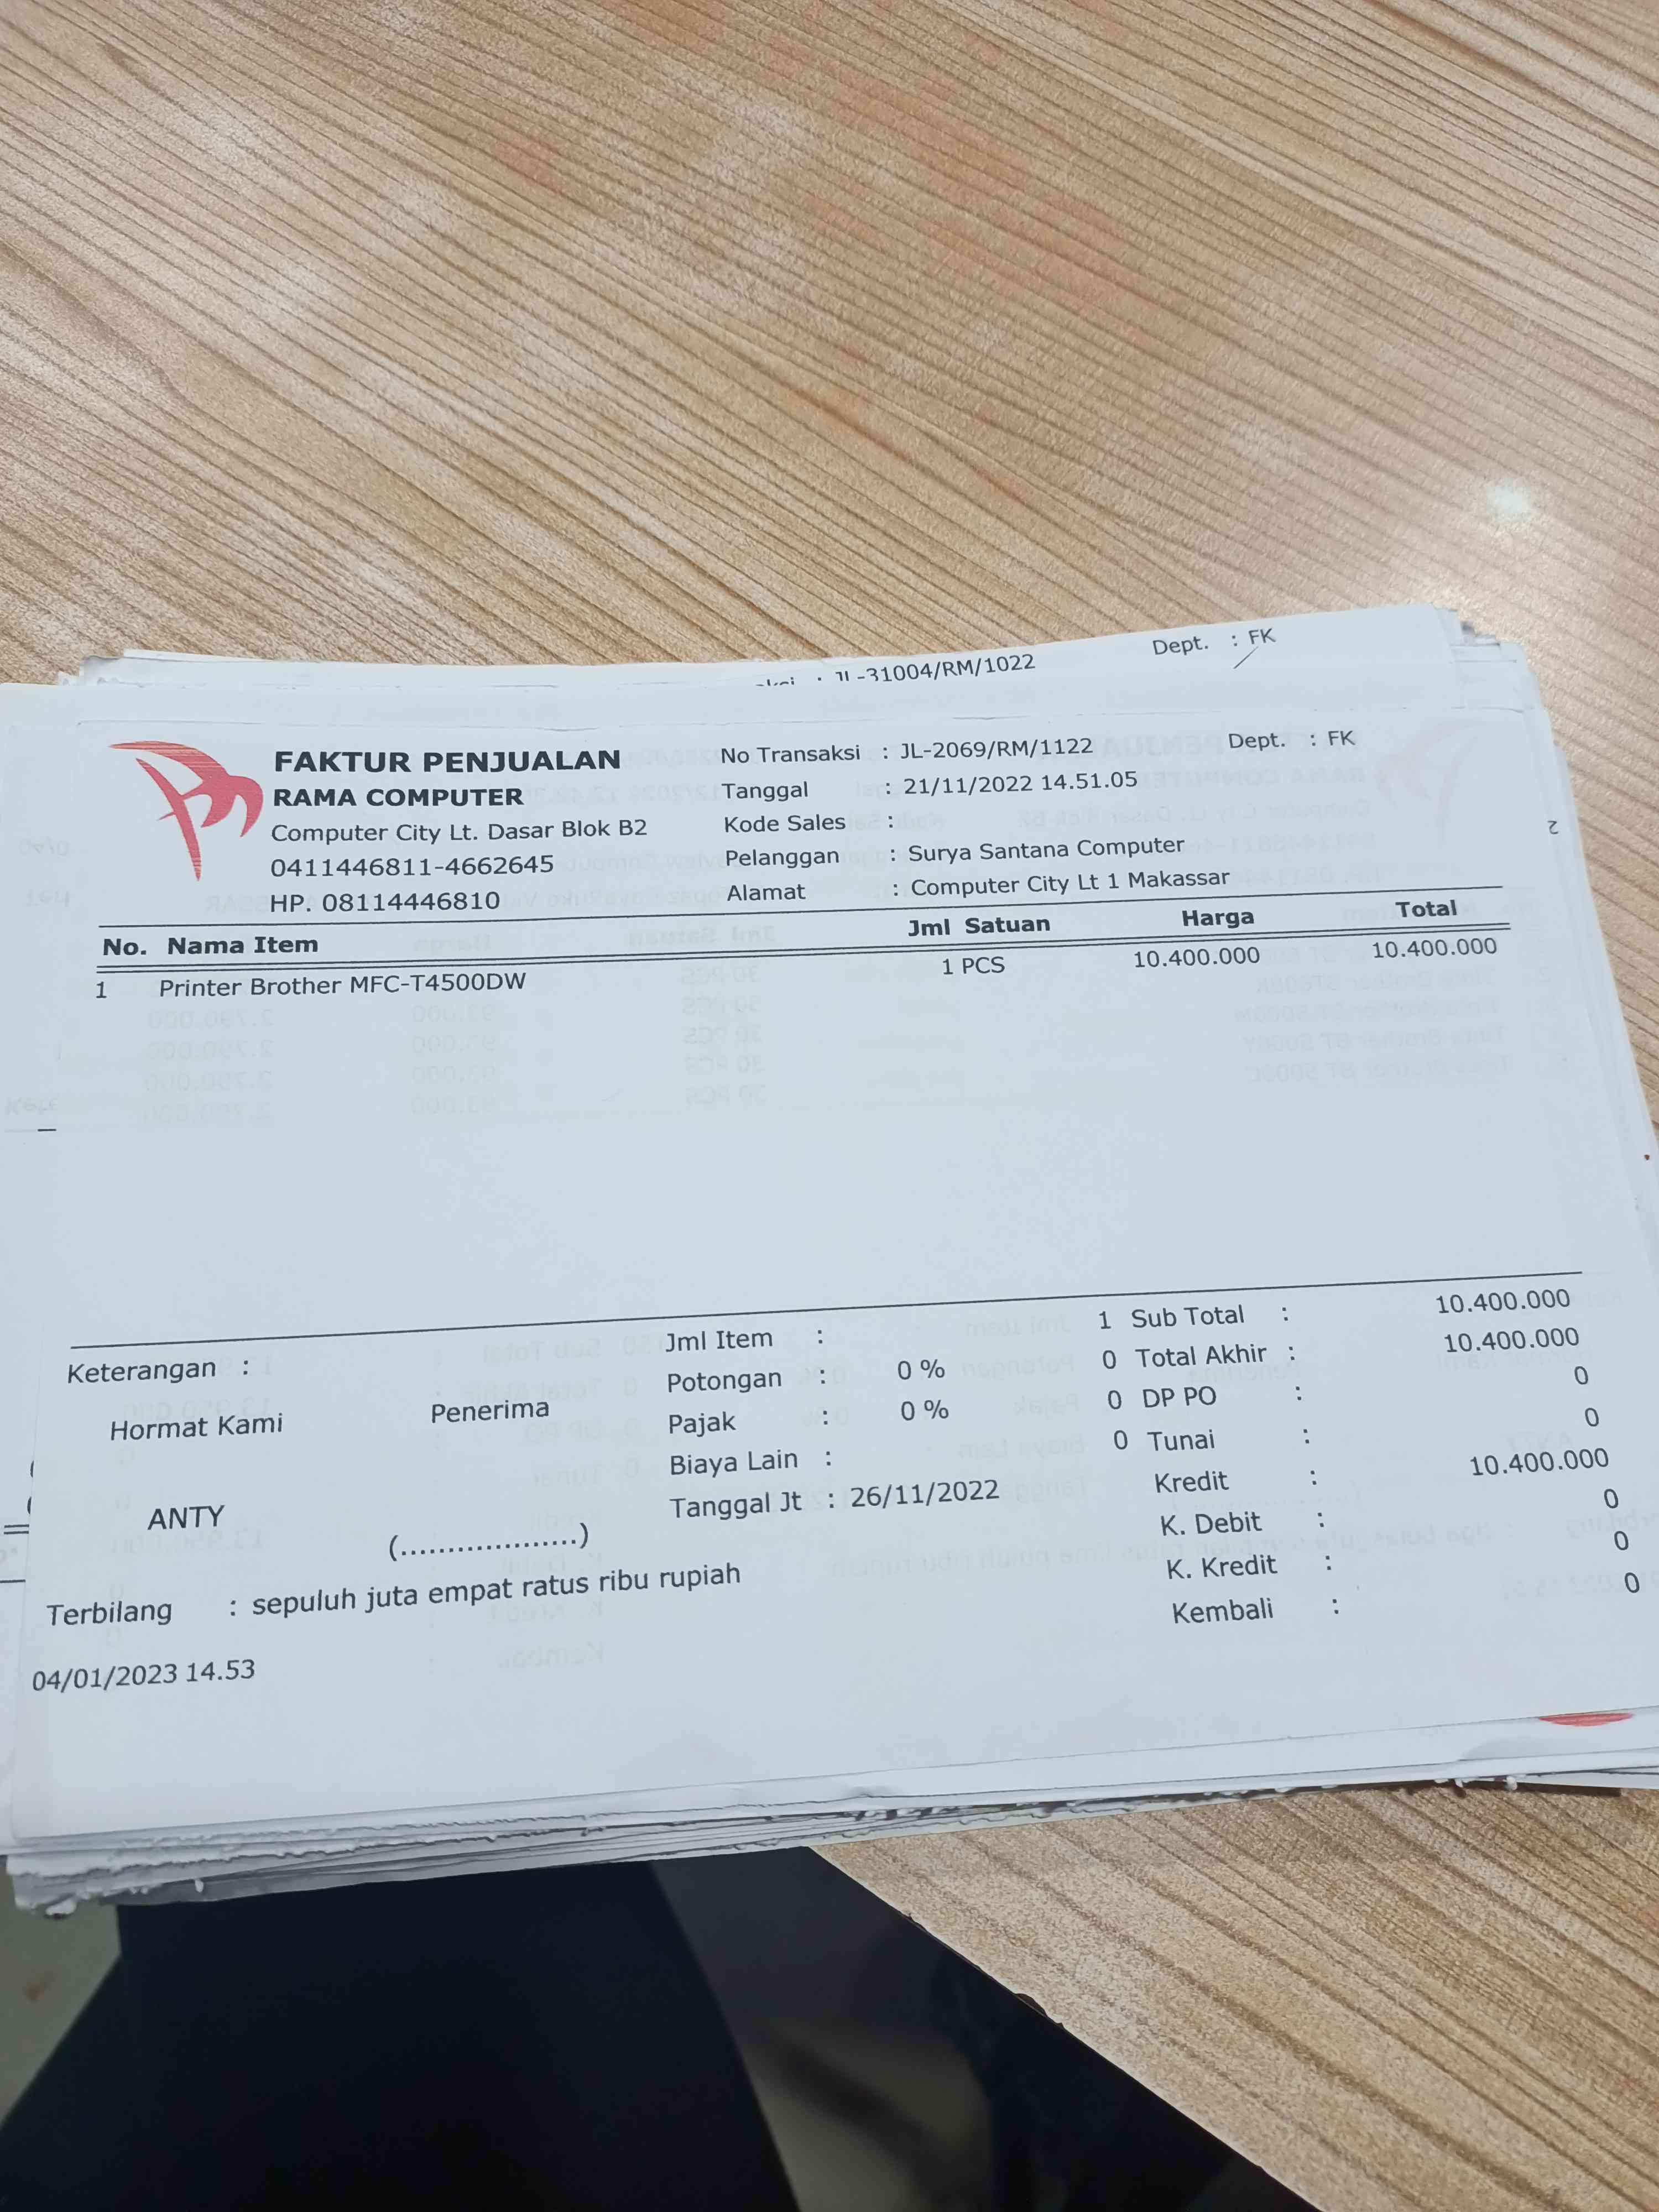 JL-31004/RM/1022 Dept. : FK
FAKTUR PENJUALAN
RAMA COMPUTER
Computer City Lt. Dasar Blok B2
0411446811-4662645
HP. 08114446810
No Transaksi : JL-2069/RM/1122 Dept. : FK
Tanggal : 21/11/2022 14.51.05
Kode Sales :
Pelanggan : Surya Santana Computer
Alamat : Computer City Lt 1 Makassar
No. Nama Item Jml Satuan Harga Total
1 Printer Brother MFC-T4500DW 1 PCS 10.400.000 10.400.000
Keterangan :
Hormat Kami Penerima
ANTY
(...................)
Jml Item : 1
Potongan : 0 % 0
Pajak : 0 % 0
Biaya Lain : 0
Tanggal Jt : 26/11/2022
Sub Total : 10.400.000
Total Akhir : 10.400.000
DP PO : 0
Tunai : 0
Kredit : 10.400.000
K. Debit : 0
K. Kredit : 0
Kembali : 0
Terbilang : sepuluh juta empat ratus ribu rupiah
04/01/2023 14.53